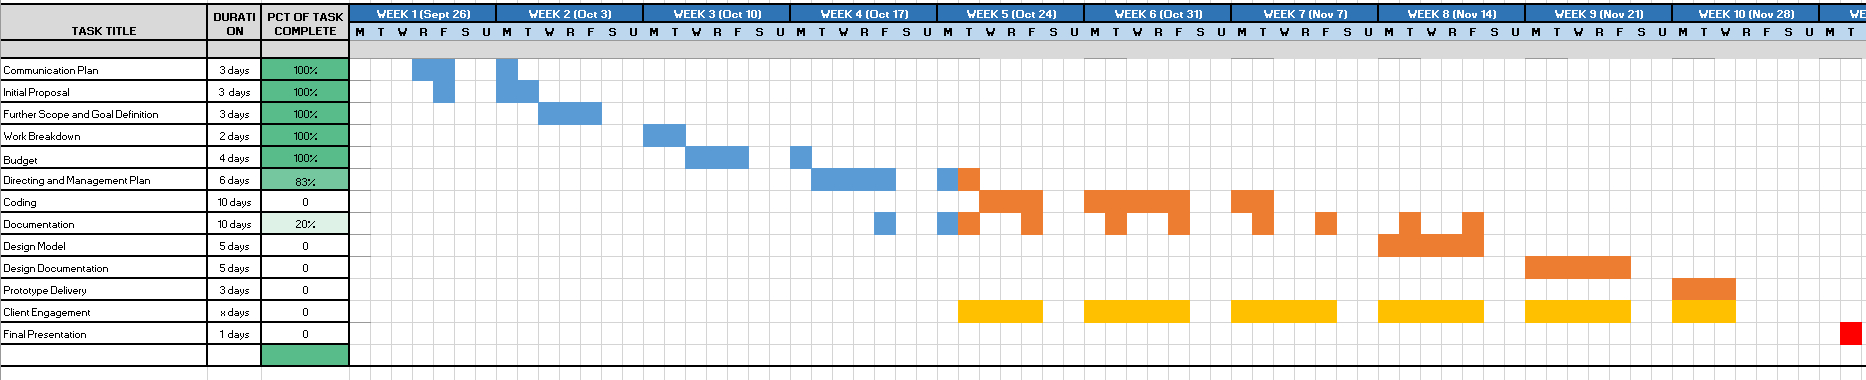 TASK TITLE DURATI ON PCT OF TASK COMPLETE WEEK 1 (Sept 26) WEEK 2 (Oct 3) WEEK 3 (Oct 10) WEEK 4 (Oct 17) WEEK 5 (Oct 24) WEEK 6 (Oct 31) WEEK 7 (Nov 7) WEEK 8 (Nov 14) WEEK 9 (Nov 21) WEEK 10 (Nov 28) WE
M T W R F S U M T W R F S U M T W R F S U M T W R F S U M T W R F S U M T W R F S U M T W R F S U M T W R F S U M T W R F S U M T W R F S U M T
Communication Plan 3 days 100%
Initial Proposal 3 days 100%
Further Scope and Goal Definition 3 days 100%
Work Breakdown 2 days 100%
Budget 4 days 100%
Directing and Management Plan 6 days 83%
Coding 10 days 0
Documentation 10 days 20%
Design Model 5 days 0
Design Documentation 5 days 0
Prototype Delivery 3 days 0
Client Engagement x days 0
Final Presentation 1 days 0